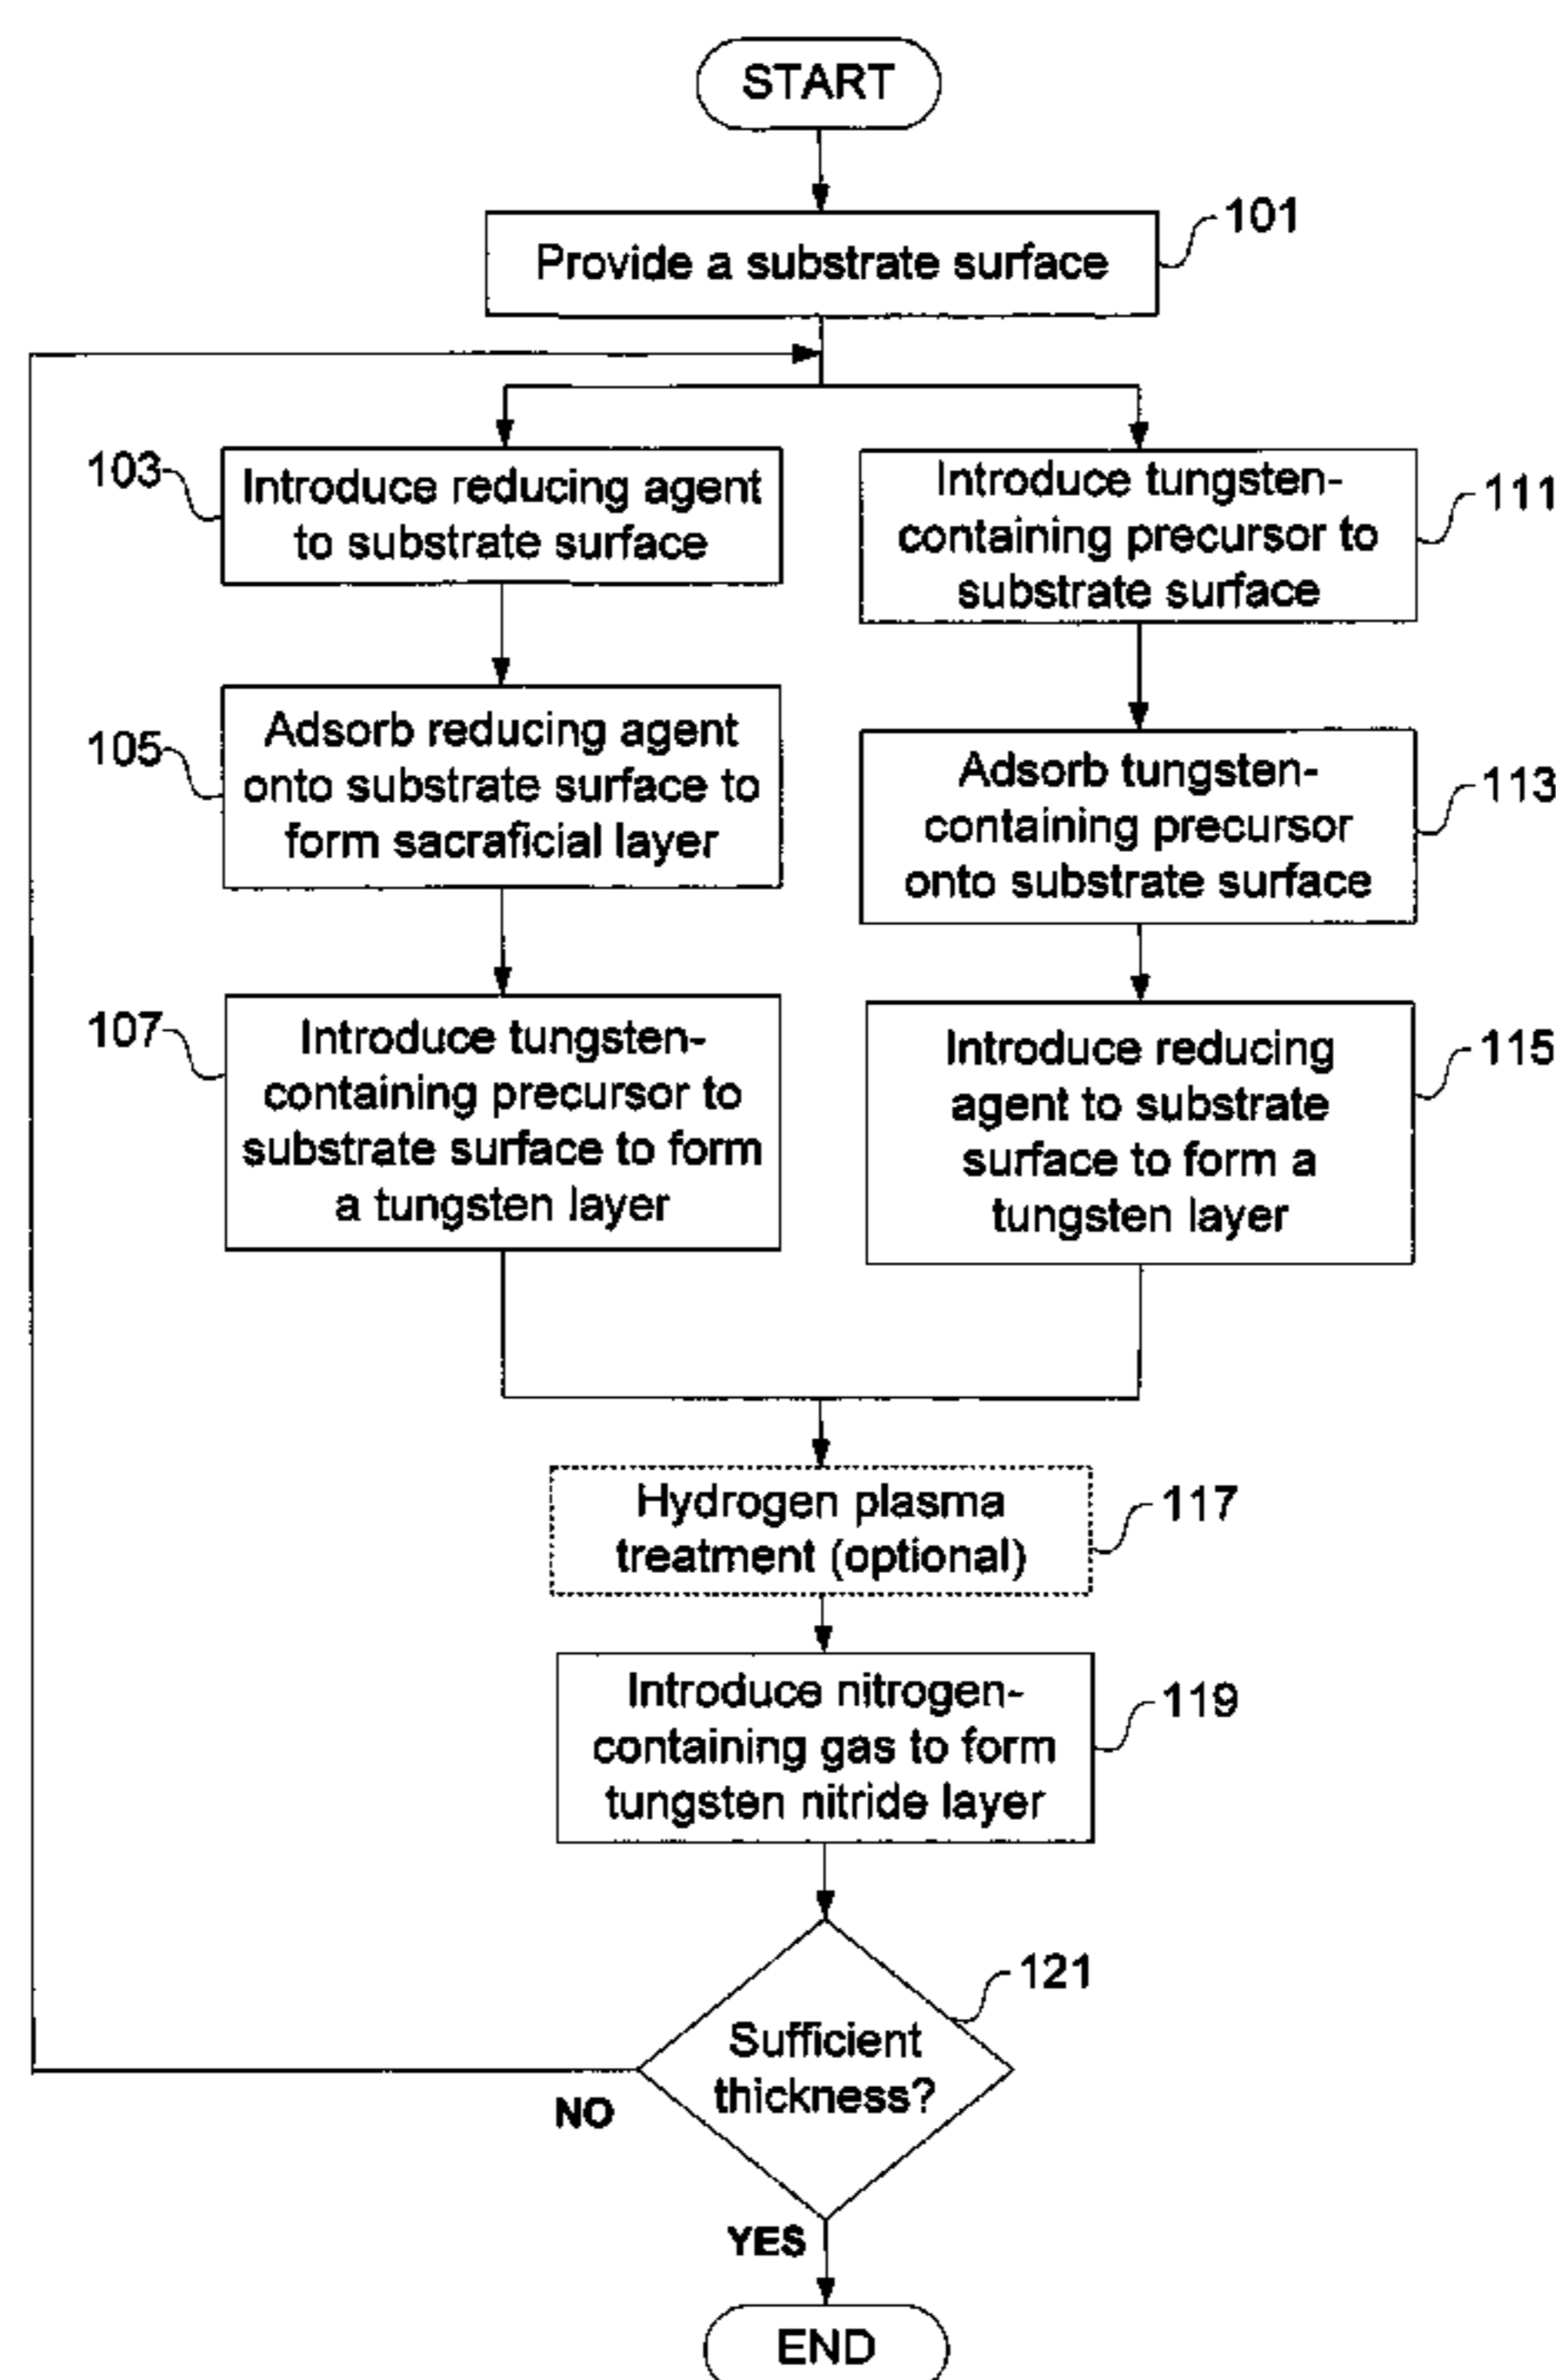 START
Provide a substrate surface
101
103
Introduce reducing agent
to substrate surface
105
Adsorb reducing agent
onto substrate surface to
form sacraficial layer
107
Introduce tungsten-
containing precursor to
substrate surface to form
a tungsten layer
Introduce tungsten-
containing precursor to
substrate surface
111
Adsorb tungsten-
containing precursor
onto substrate surface
113
Introduce reducing
agent to substrate
surface to form a
tungsten layer
115
Hydrogen plasma
treatment (optional)
117
Introduce nitrogen-
containing gas to form
tungsten nitride layer
119
Sufficient
thickness?
121
NO
YES
END